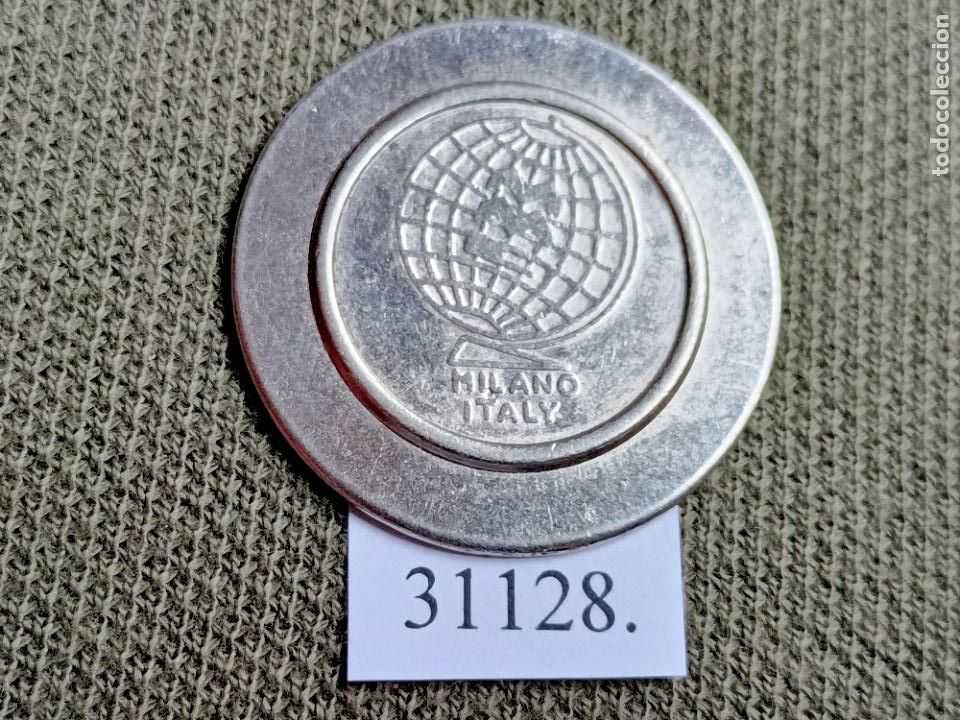 MILANO
ITALY
31128.
todocoleccion